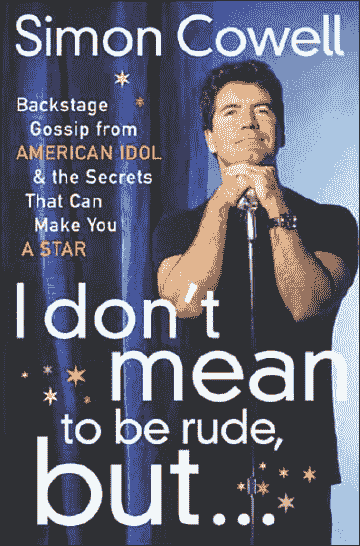 Simon Cowell
Backstage
Gossip from
AMERICAN IDOL
& the Secrets
That Can
Make You
A STAR
I don't
mean
to be rude,
but...